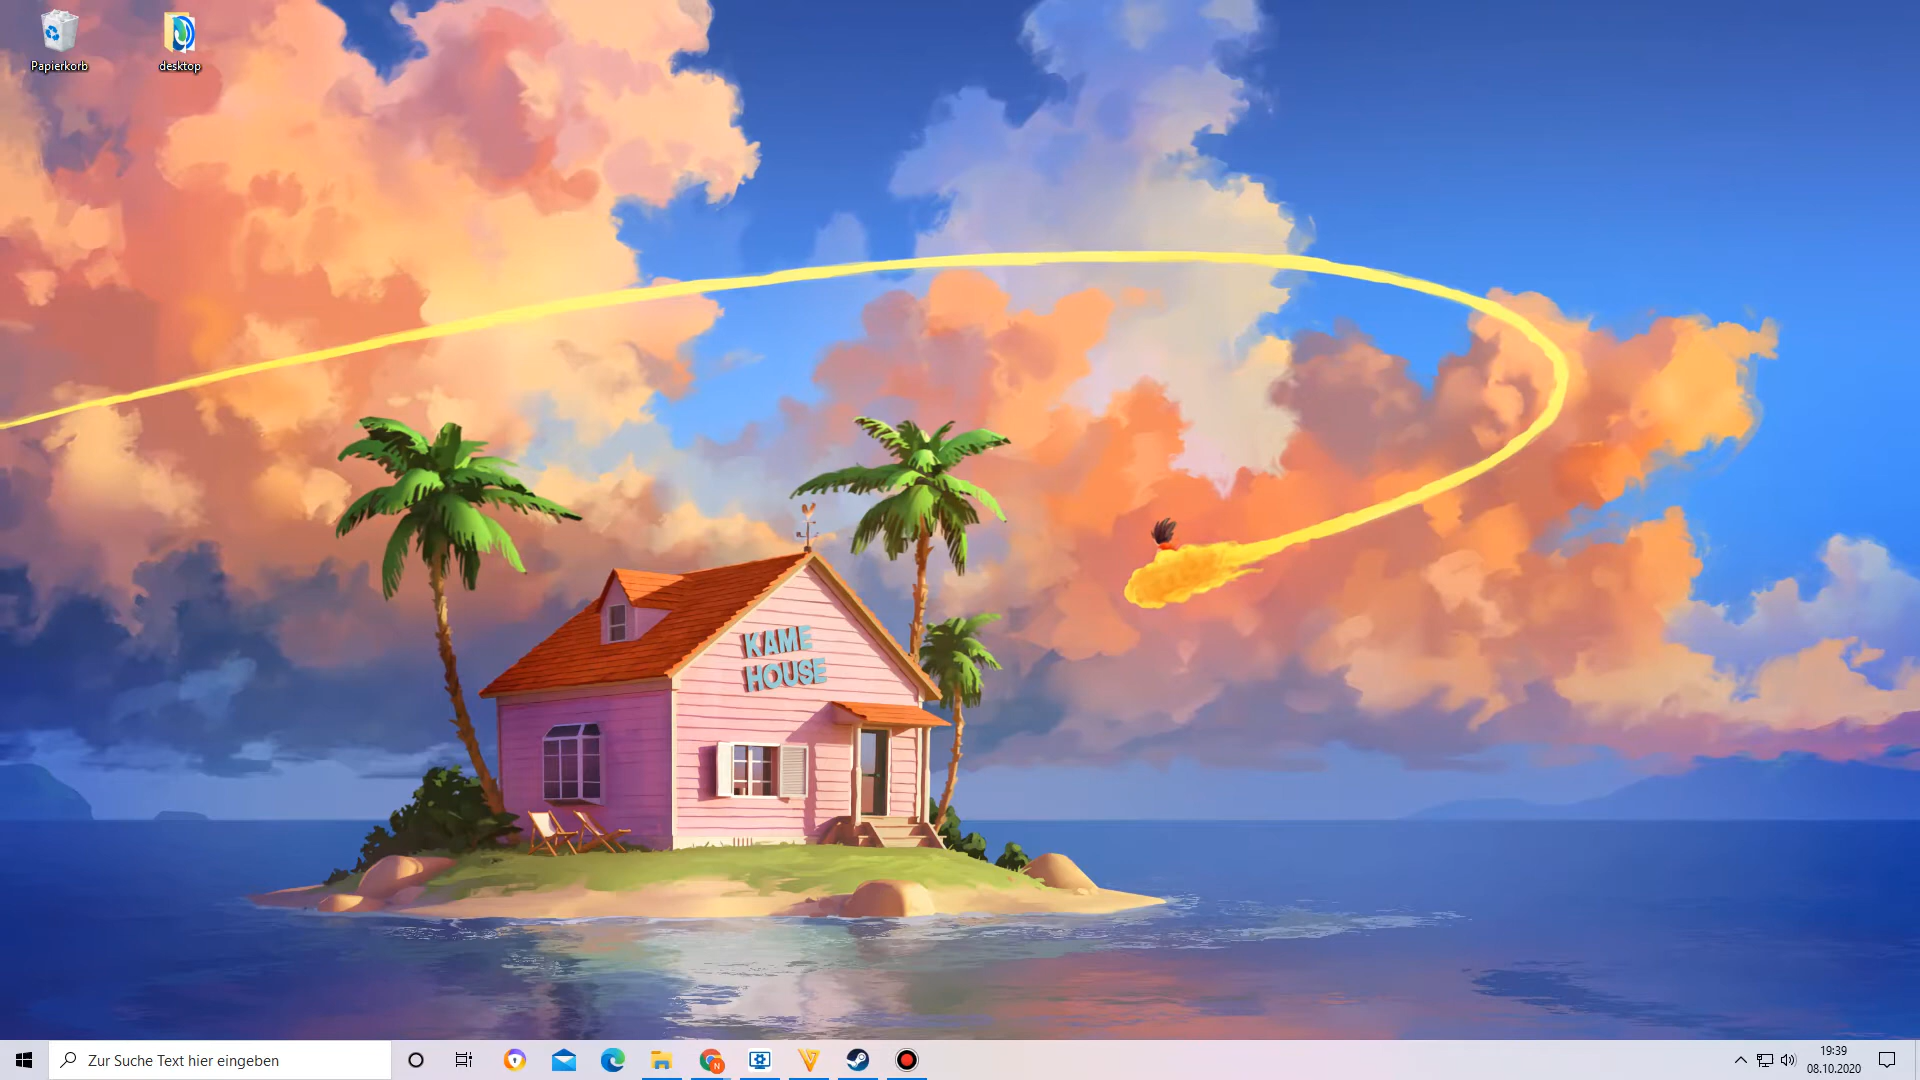 Papierkorb
desktop
KAME
HOUSE
Zur Suche Text hier eingeben
N
19:39
08.10.2020